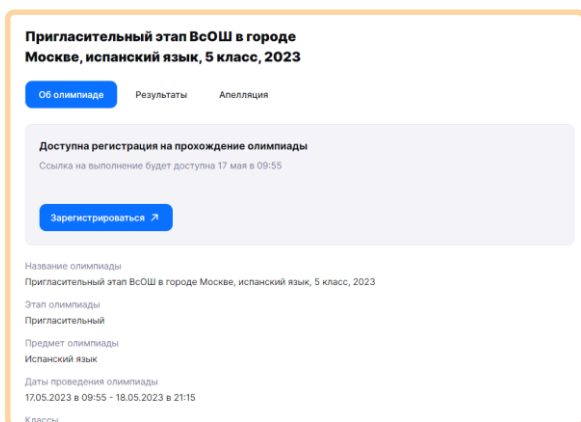 Пригласительный этап ВсОШ в городе
Москве, испанский язык, 5 класс, 2023
Об олимпиаде Результаты Апелляция
Доступна регистрация на прохождение олимпиады
Ссылка на выполнение будет доступна 17 мая в 09:55
Зарегистрироваться ↗
Название олимпиады
Пригласительный этап ВсОШ в городе Москве, испанский язык, 5 класс, 2023
Этап олимпиады
Пригласительный
Предмет олимпиады
Испанский язык
Даты проведения олимпиады
17.05.2023 в 09:55 - 18.05.2023 в 21:15
Классы